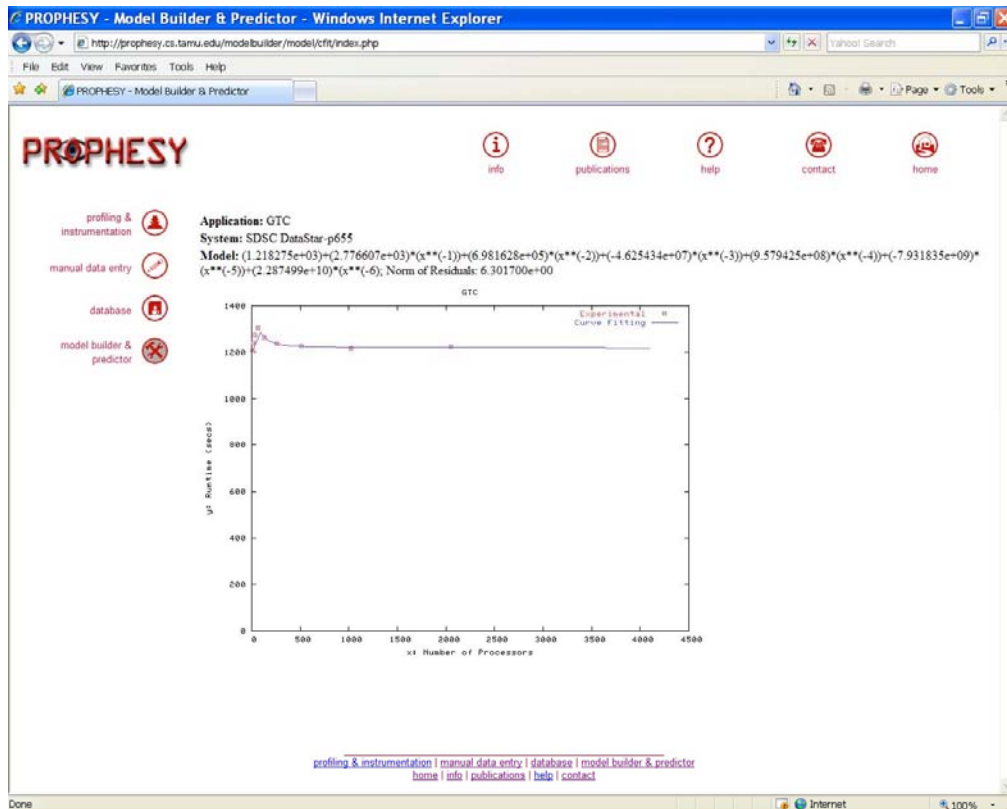 PROPHESY - Model Builder & Predictor - Windows Internet Explorer
http://prophesy.cs.tamu.edu/modelbuilder/model/cfit/index.php
Yahoo! Search
File Edit View Favorites Tools Help
PROPHESY - Model Builder & Predictor
Page Tools
PROPHESY
info publications help contact home
profiling &
instrumentation
manual data entry
database
model builder &
predictor
Application: GTC
System: SDSC DataStar-p655
Model: (1.218275e+03)+(2.776607e+03)*(x**(-1))+(6.981628e+05)*(x**(-2))+(-4.625434e+07)*(x**(-3))+(9.579425e+08)*(x**(-4))+(-7.931835e+09)*
(x**(-5))+(2.287499e+10)*(x**(-6); Norm of Residuals: 6.301700e+00
GTC
Experimental
Curve Fitting
1400
1200
1000
800
600
400
200
0
y: Runtime (secs)
0 500 1000 1500 2000 2500 3000 3500 4000 4500
x: Number of Processors
profiling & instrumentation | manual data entry | database | model builder & predictor
home | info | publications | help | contact
Done
Internet
100%